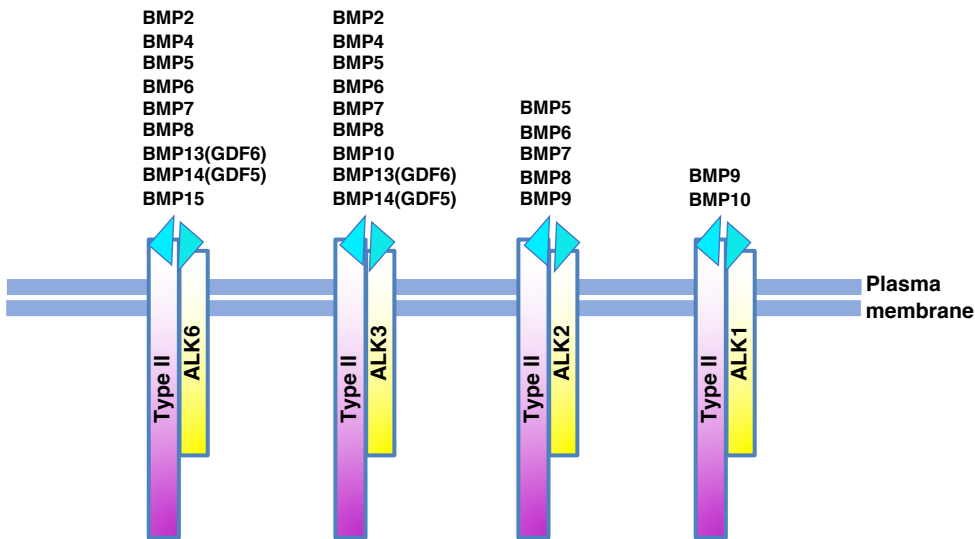 BMP2
BMP4
BMP5
BMP6
BMP7
BMP8
BMP13(GDF6)
BMP14(GDF5)
BMP15
BMP2
BMP4
BMP5
BMP6
BMP7
BMP8
BMP10
BMP13(GDF6)
BMP14(GDF5)
BMP5
BMP6
BMP7
BMP8
BMP9
BMP9
BMP10
Plasma
membrane
Type II
ALK6
Type II
ALK3
Type II
ALK2
Type II
ALK1